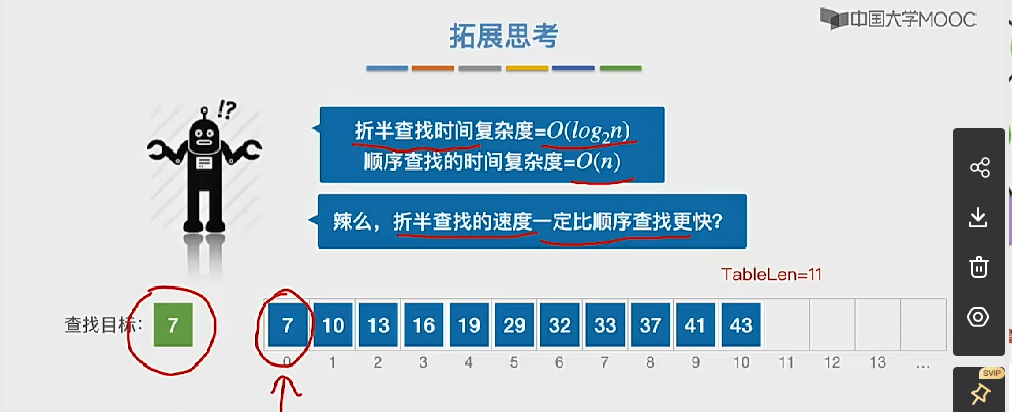 中国大学MOOC
拓展思考
!?
折半查找时间复杂度=O(log₂n)
顺序查找的时间复杂度=O(n)
辣么，折半查找的速度一定比顺序查找更快？
TableLen=11
查找目标： 7 7 10 13 16 19 29 32 33 37 41 43
0 1 2 3 4 5 6 7 8 9 10 11 12 13 ...
SVIP